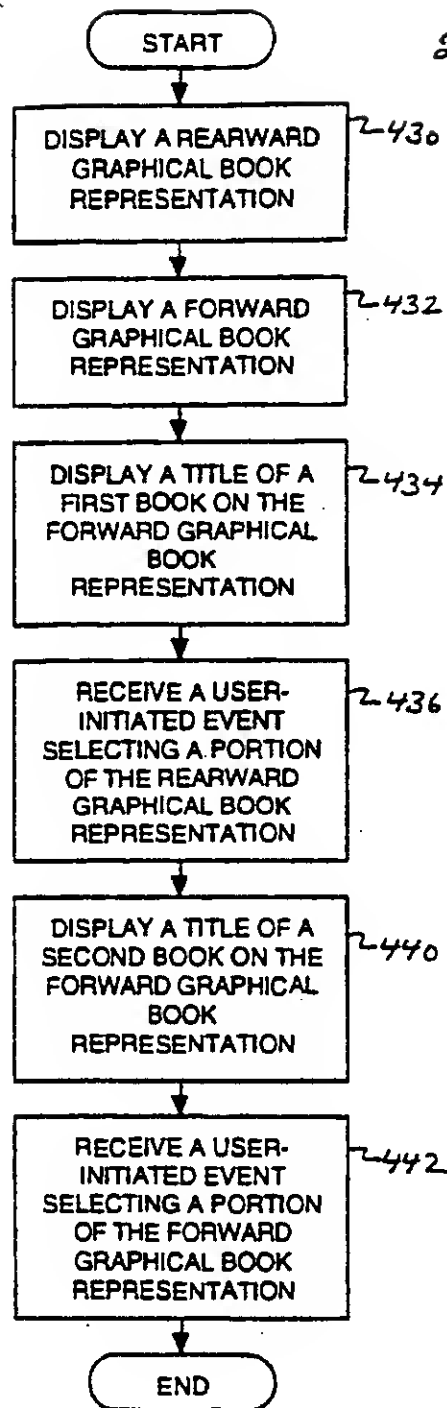 START
DISPLAY A REARWARD
GRAPHICAL BOOK
REPRESENTATION
430
DISPLAY A FORWARD
GRAPHICAL BOOK
REPRESENTATION
432
DISPLAY A TITLE OF A
FIRST BOOK ON THE
FORWARD GRAPHICAL
BOOK
REPRESENTATION
434
RECEIVE A USER-
INITIATED EVENT
SELECTING A PORTION
OF THE REARWARD
GRAPHICAL BOOK
REPRESENTATION
436
DISPLAY A TITLE OF A
SECOND BOOK ON THE
FORWARD GRAPHICAL
BOOK
REPRESENTATION
440
RECEIVE A USER-
INITIATED EVENT
SELECTING A PORTION
OF THE FORWARD
GRAPHICAL BOOK
REPRESENTATION
442
END